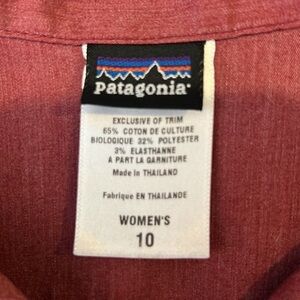 patagonia®
EXCLUSIVE OF TRIM
65% COTON DE CULTURE
BIOLOGIQUE 32% POLYESTER
3% ELASTHANNE
A PART LA GARNITURE
Made in THAILAND
Fabrique EN THAILANDE
WOMEN'S
10